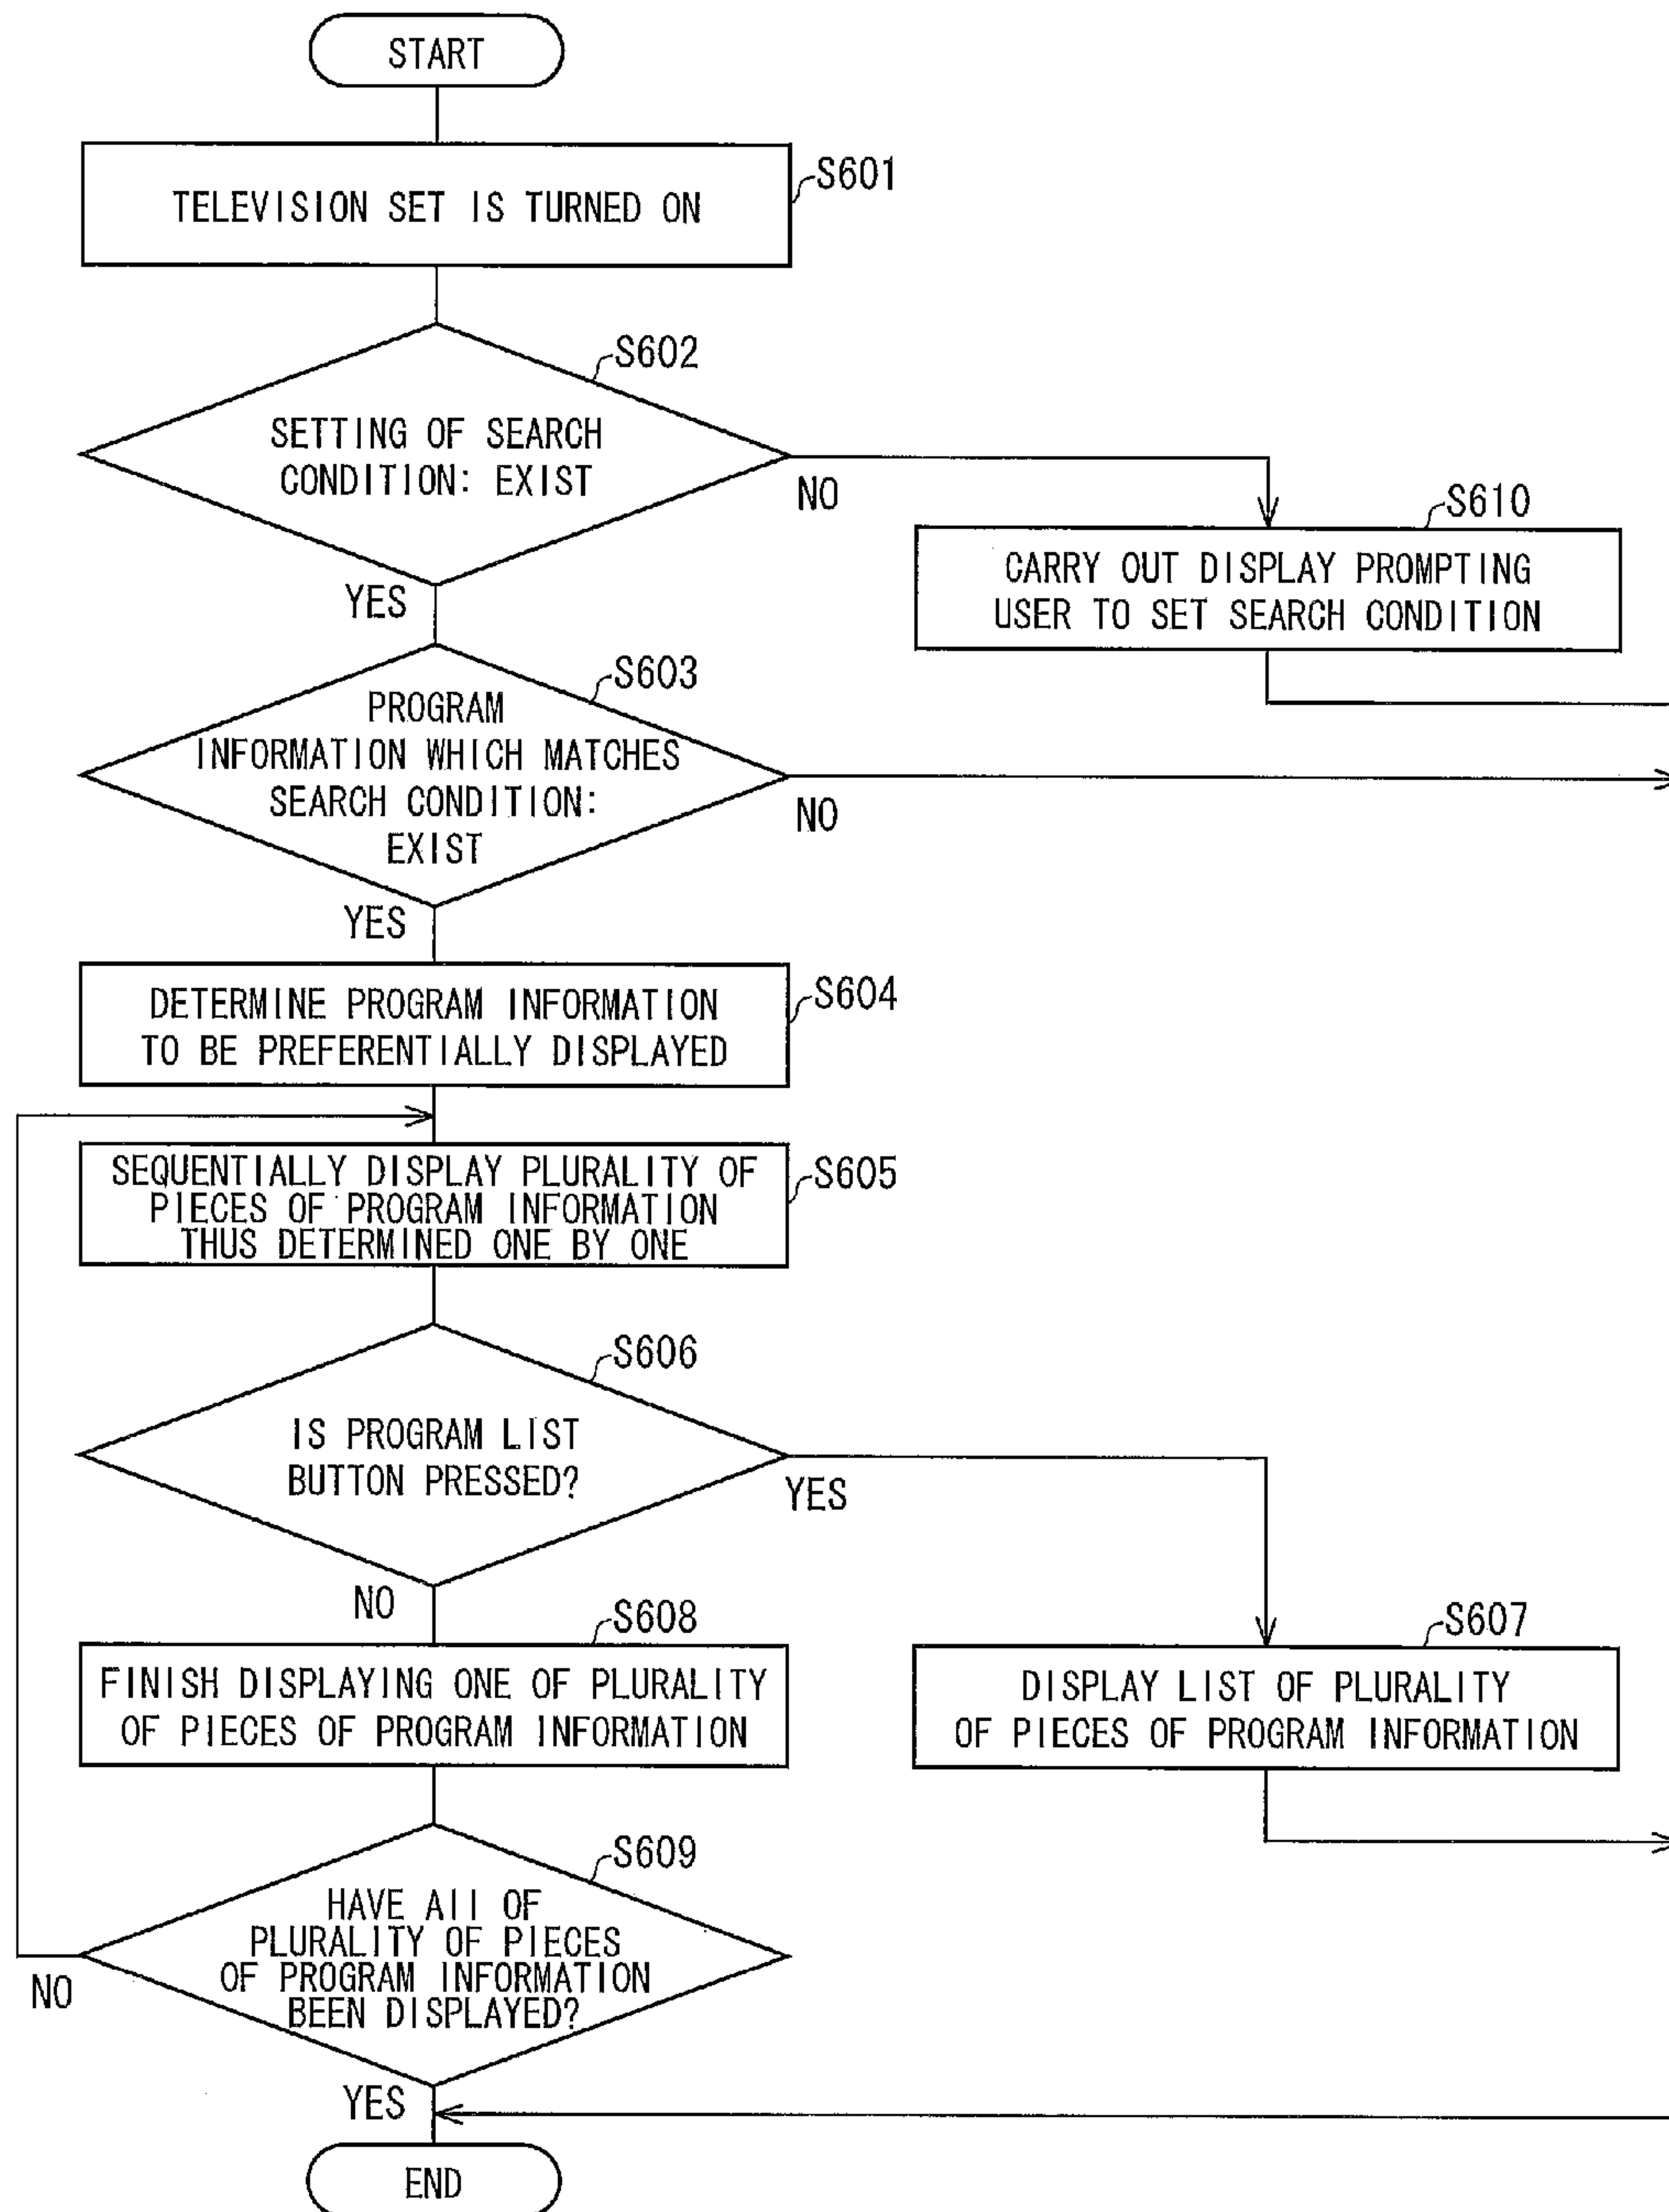 START
S601
TELEVISION SET IS TURNED ON
S602
SETTING OF SEARCH
CONDITION: EXIST
NO
YES
S610
CARRY OUT DISPLAY PROMPTING
USER TO SET SEARCH CONDITION
S603
PROGRAM
INFORMATION WHICH MATCHES
SEARCH CONDITION:
EXIST
NO
YES
S604
DETERMINE PROGRAM INFORMATION
TO BE PREFERENTIALLY DISPLAYED
S605
SEQUENTIALLY DISPLAY PLURALITY OF
PIECES OF PROGRAM INFORMATION
THUS DETERMINED ONE BY ONE
S606
IS PROGRAM LIST
BUTTON PRESSED?
YES
NO
S608
FINISH DISPLAYING ONE OF PLURALITY
OF PIECES OF PROGRAM INFORMATION
S607
DISPLAY LIST OF PLURALITY
OF PIECES OF PROGRAM INFORMATION
S609
HAVE All OF
PLURALITY OF PIECES
OF PROGRAM INFORMATION
BEEN DISPLAYED?
NO
YES
END